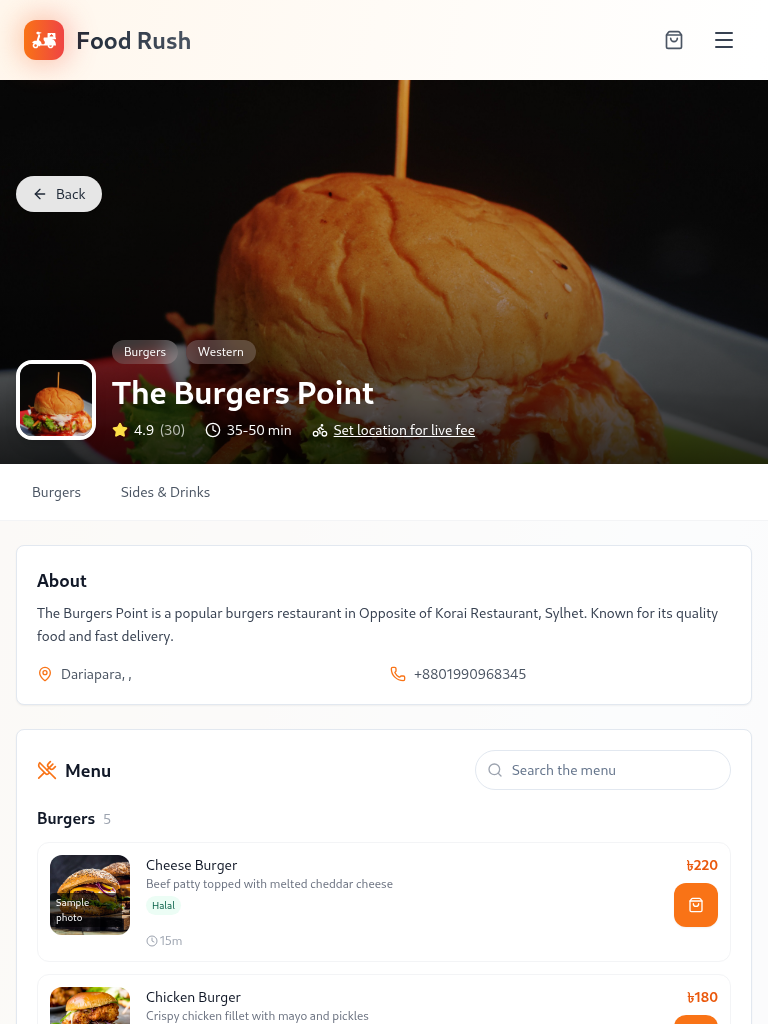 Food Rush
Back
Burgers
Western
The Burgers Point
4.9 (30)
35-50 min
Set location for live fee
Burgers
Sides & Drinks
About
The Burgers Point is a popular burgers restaurant in Opposite of Korai Restaurant, Sylhet. Known for its quality
food and fast delivery.
Dariapara, ,
+8801990968345
Menu
Search the menu
Burgers 5
Cheese Burger
৳220
Beef patty topped with melted cheddar cheese
Halal
Sample
photo
15m
Chicken Burger
৳180
Crispy chicken fillet with mayo and pickles